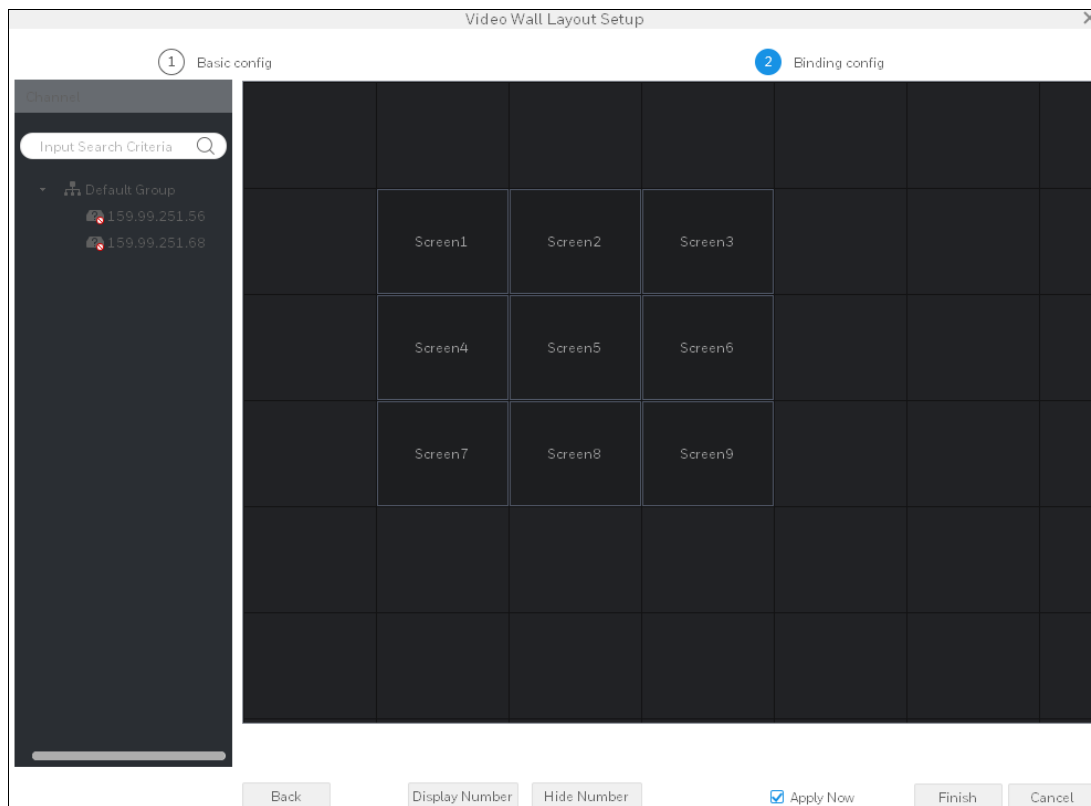 Video Wall Layout Setup
1 Basic config
2 Binding config
Channel
Input Search Criteria
Default Group
159.99.251.56
159.99.251.68
Screen1 Screen2 Screen3
Screen4 Screen5 Screen6
Screen7 Screen8 Screen9
Back Display Number Hide Number Apply Now Finish Cancel